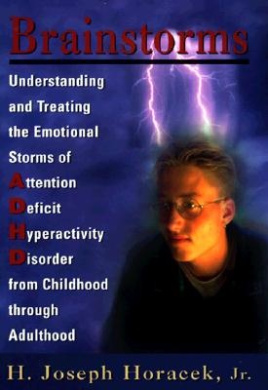 Brainstorms
Understanding
and Treating
the Emotional
Storms of
Attention
Deficit
Hyperactivity
Disorder
from Childhood
through
Adulthood
H. Joseph Horacek, Jr.